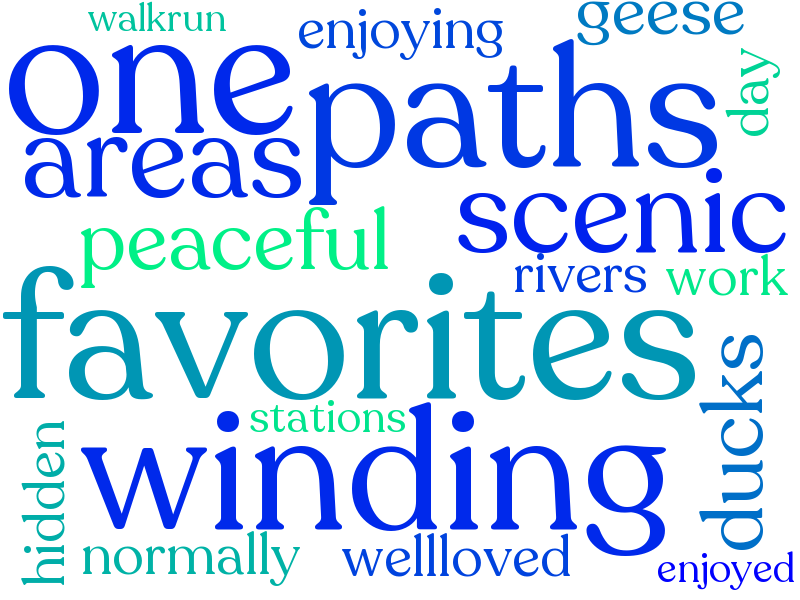 walkrun
enjoying
geese
one
paths
day
areas
scenic
peaceful
rivers
work
favorites
ducks
stations
winding
hidden
normally
wellloved
enjoyed